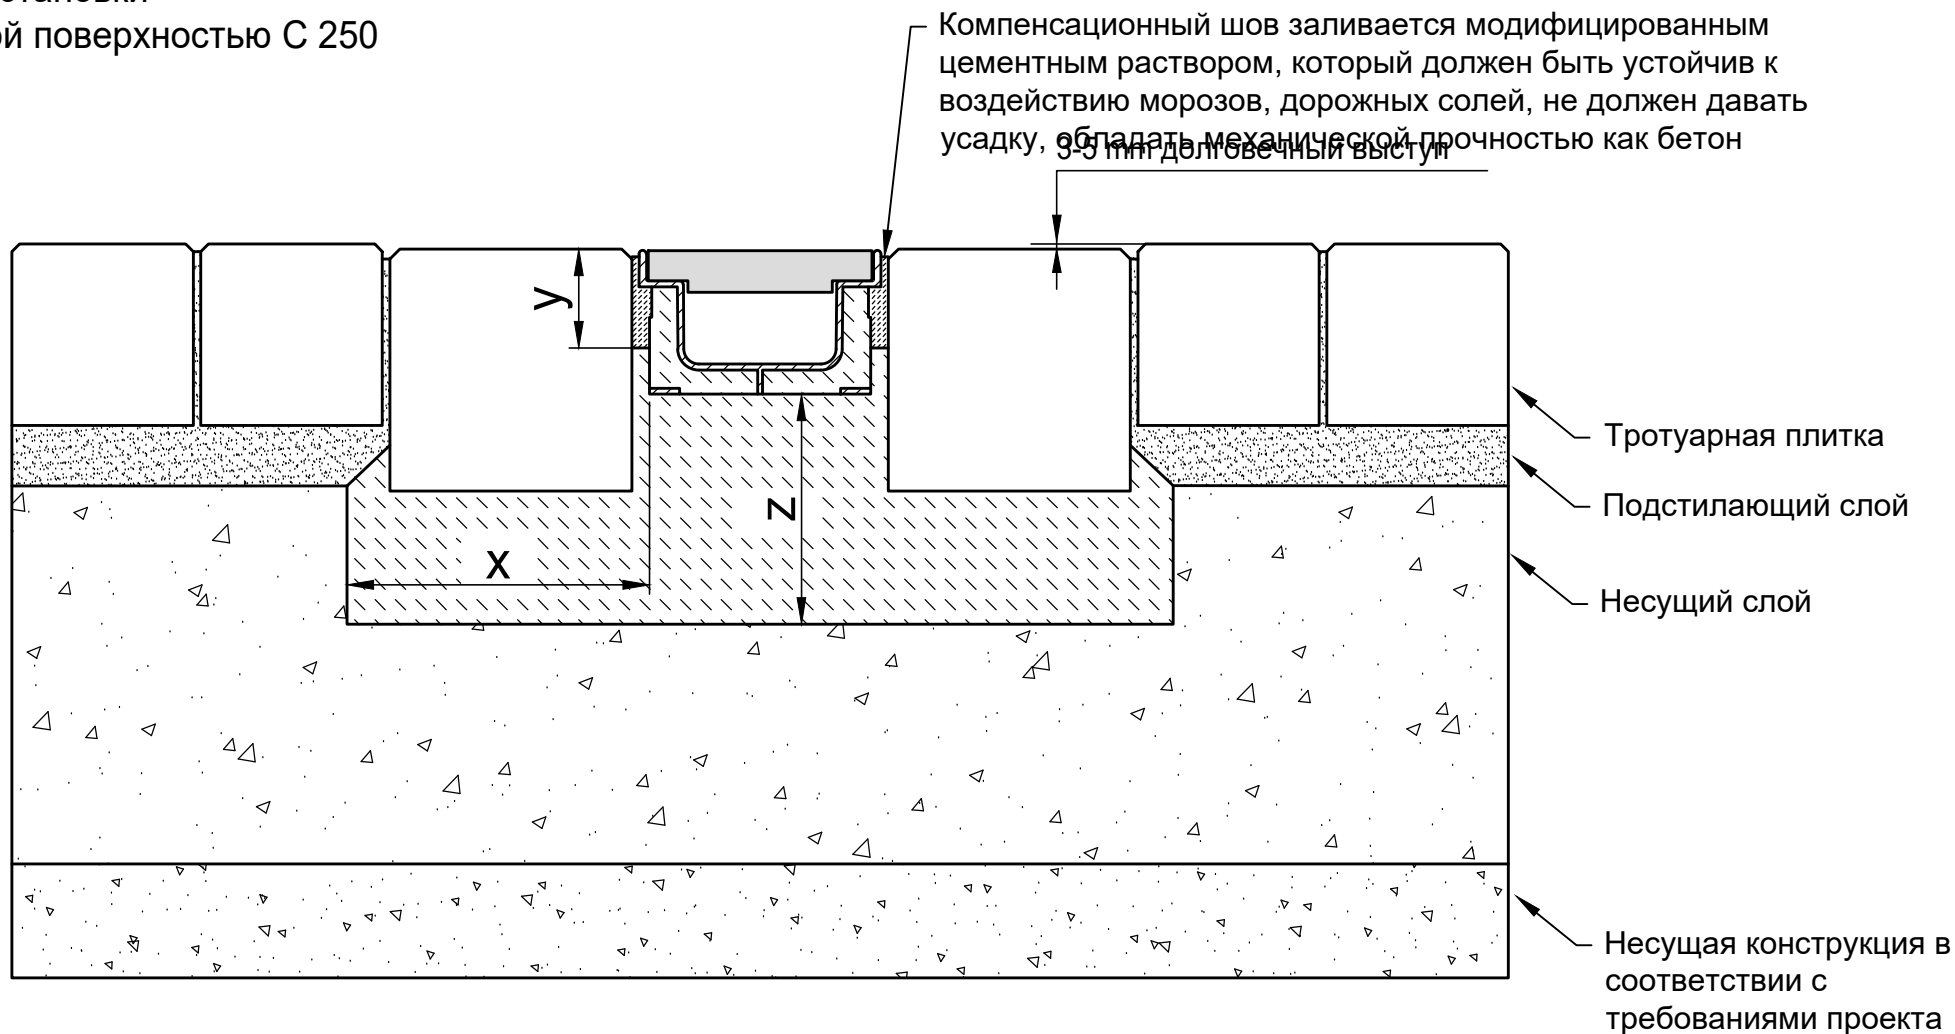 ой поверхностью C 250
Компенсационный шов заливается модифицированным
цементным раствором, который должен быть устойчив к
воздействию морозов, дорожных солей, не должен давать
усадку, обладать механической прочностью как бетон
3-5 mm долговечный выступ
y
z
x
Тротуарная плитка
Подстилающий слой
Несущий слой
Несущая конструкция в
соответствии с
требованиями проекта